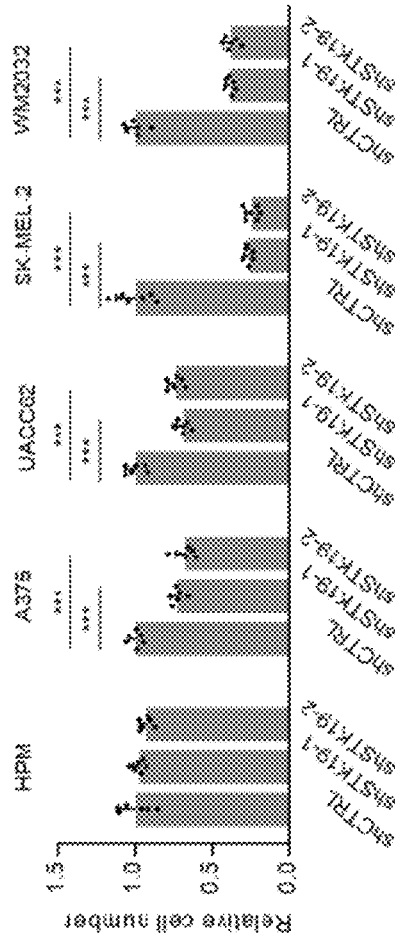 HPM
A375
UACC62
SK-MEL-2
WM2032
***
***
***
***
***
***
***
***
Relative cell number
1.5
1.0
0.5
0.0
shCTRL
shSTK19-1
shSTK19-2
shCTRL
shSTK19-1
shSTK19-2
shCTRL
shSTK19-1
shSTK19-2
shCTRL
shSTK19-1
shSTK19-2
shCTRL
shSTK19-1
shSTK19-2